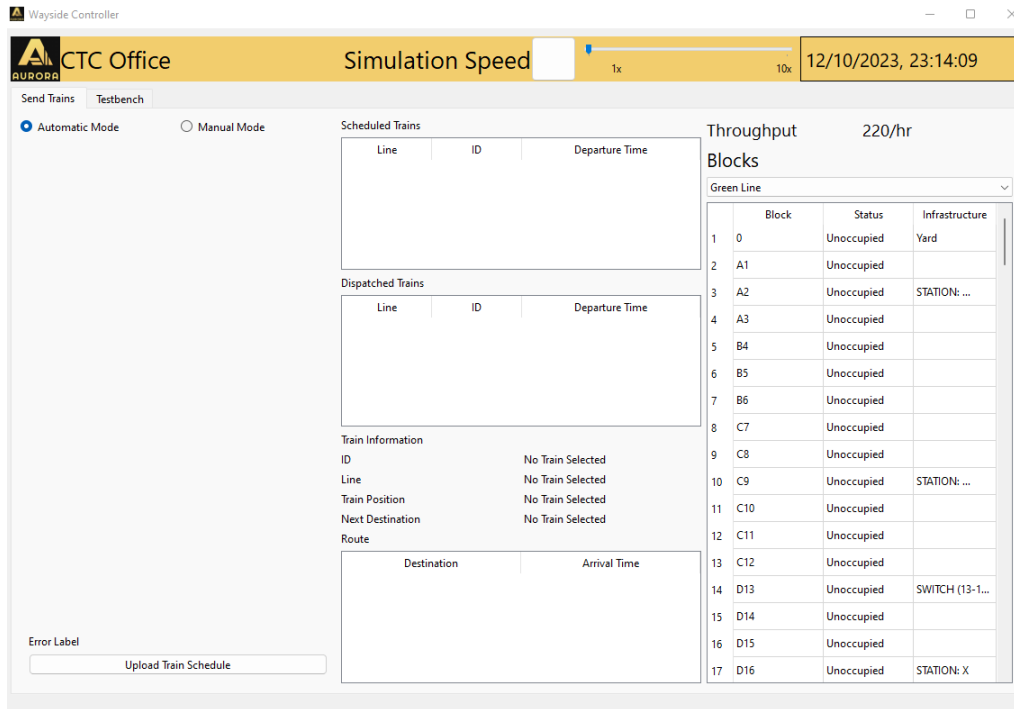 Wayside Controller
AURORA
CTC Office
Simulation Speed
1x
10x
12/10/2023, 23:14:09
Send Trains
Testbench
Automatic Mode
Manual Mode
Error Label
Upload Train Schedule
Scheduled Trains
Line ID Departure Time
Dispatched Trains
Line ID Departure Time
Train Information
ID No Train Selected
Line No Train Selected
Train Position No Train Selected
Next Destination No Train Selected
Route
Destination Arrival Time
Throughput 220/hr
Blocks
Green Line
Block Status Infrastructure
1 0 Unoccupied Yard
2 A1 Unoccupied
3 A2 Unoccupied STATION: ...
4 A3 Unoccupied
5 B4 Unoccupied
6 B5 Unoccupied
7 B6 Unoccupied
8 C7 Unoccupied
9 C8 Unoccupied
10 C9 Unoccupied STATION: ...
11 C10 Unoccupied
12 C11 Unoccupied
13 C12 Unoccupied
14 D13 Unoccupied SWITCH (13-1...
15 D14 Unoccupied
16 D15 Unoccupied
17 D16 Unoccupied STATION: X